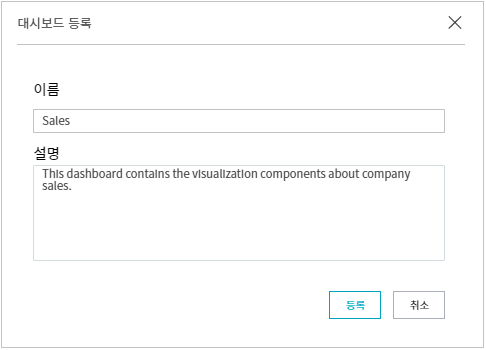 대시보드 등록
이름
Sales
설명
This dashboard contains the visualization components about company
sales.
등록
취소